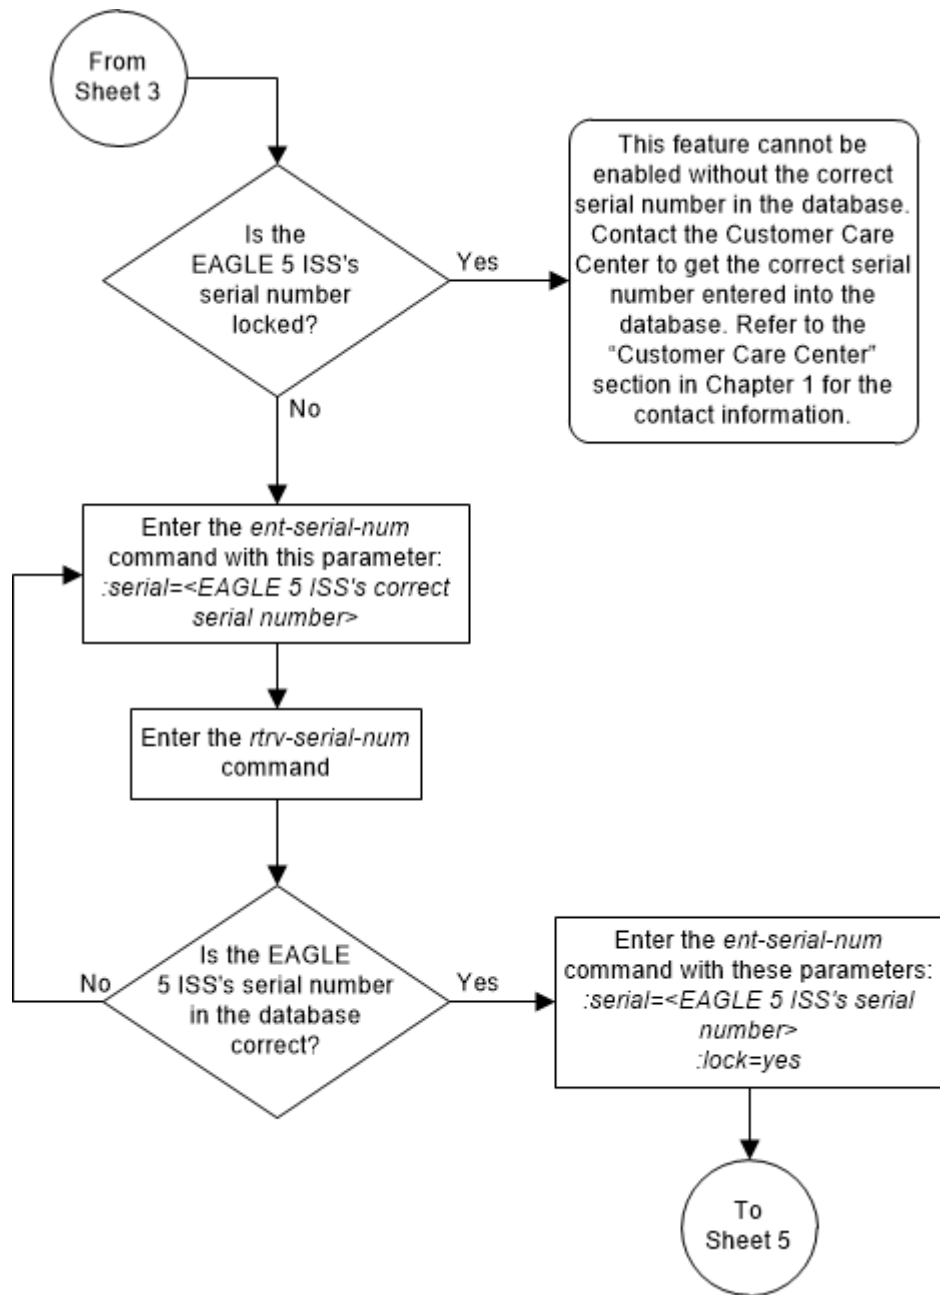 From
Sheet 3
Is the
EAGLE 5 ISS's
serial number
locked?
Yes
This feature cannot be
enabled without the correct
serial number in the database.
Contact the Customer Care
Center to get the correct serial
number entered into the
database. Refer to the
“Customer Care Center”
section in Chapter 1 for the
contact information.
No
Enter the ent-serial-num
command with this parameter:
:serial=<EAGLE 5 ISS's correct
serial number>
Enter the rtrv-serial-num
command
Is the EAGLE
5 ISS's serial number
in the database
correct?
No
Yes
Enter the ent-serial-num
command with these parameters:
:serial=<EAGLE 5 ISS's serial
number>
:lock=yes
To
Sheet 5